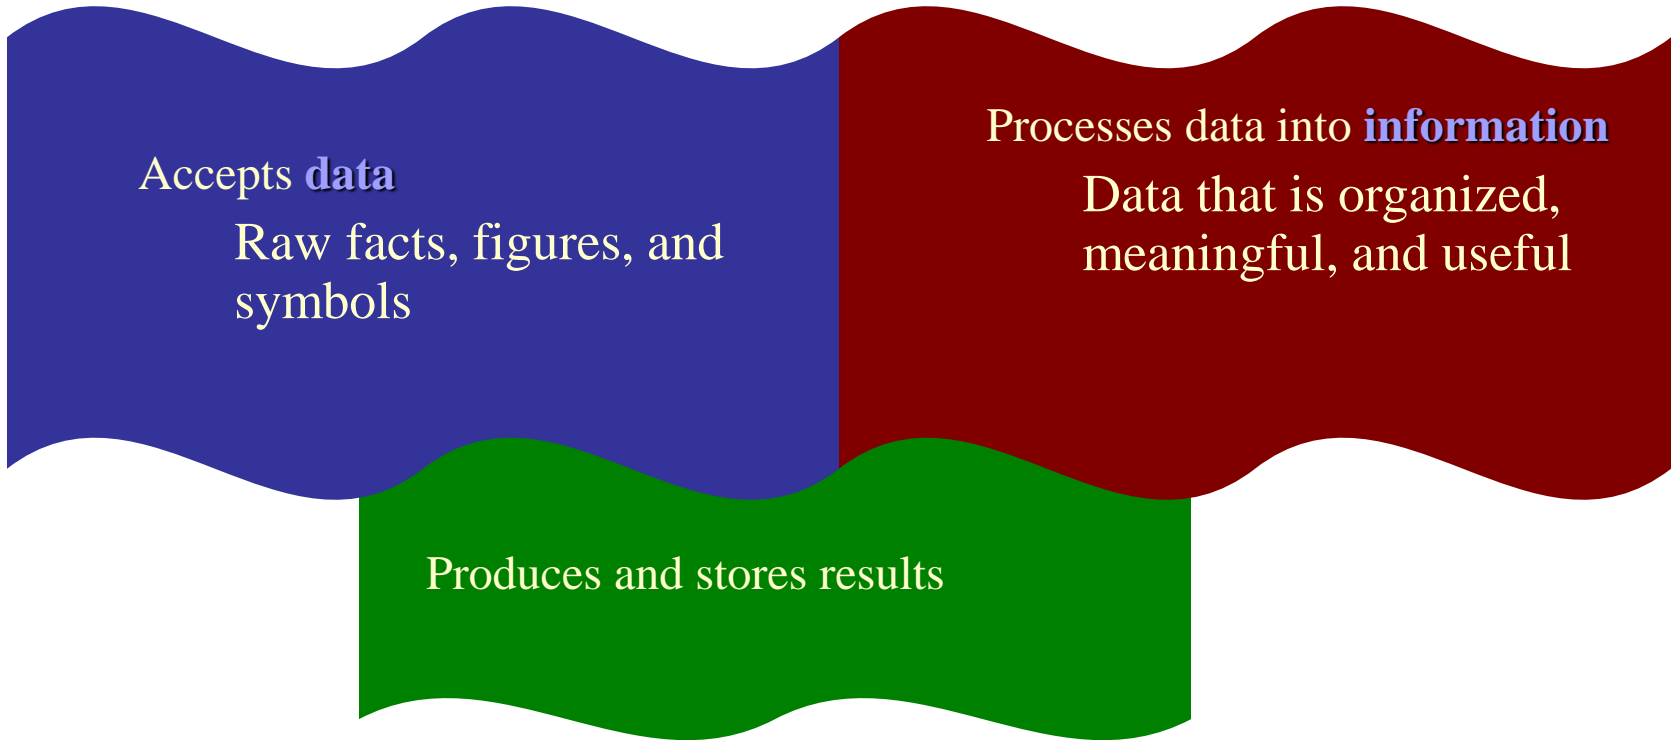 Accepts data
Raw facts, figures, and
symbols
Processes data into information
Data that is organized,
meaningful, and useful
Produces and stores results